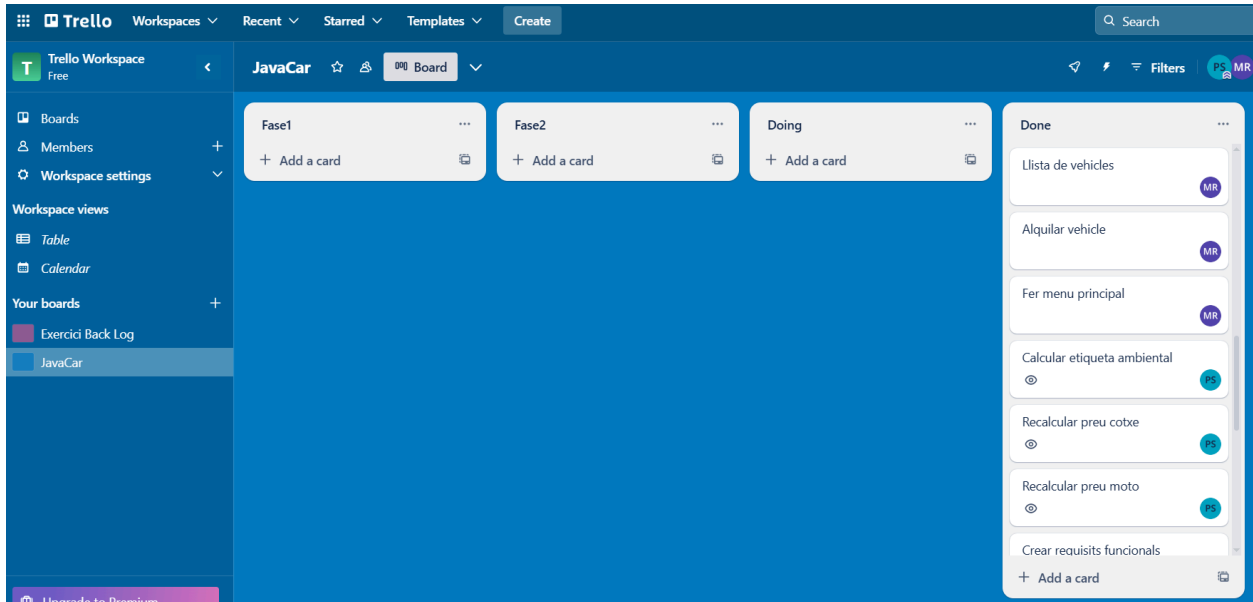 Trello Workspaces Recent Starred Templates Create Search
T Trello Workspace
Free
JavaCar Board Filters PS MR
Boards
Members
Workspace settings
Workspace views
Table
Calendar
Your boards
Exercici Back Log
JavaCar
Upgrade to Premium
Fase1
+ Add a card
Fase2
+ Add a card
Doing
+ Add a card
Done
Llista de vehicles
MR
Alquilar vehicle
MR
Fer menu principal
MR
Calcular etiqueta ambiental
PS
Recalcular preu cotxe
PS
Recalcular preu moto
PS
Crear requisits funcionals
+ Add a card